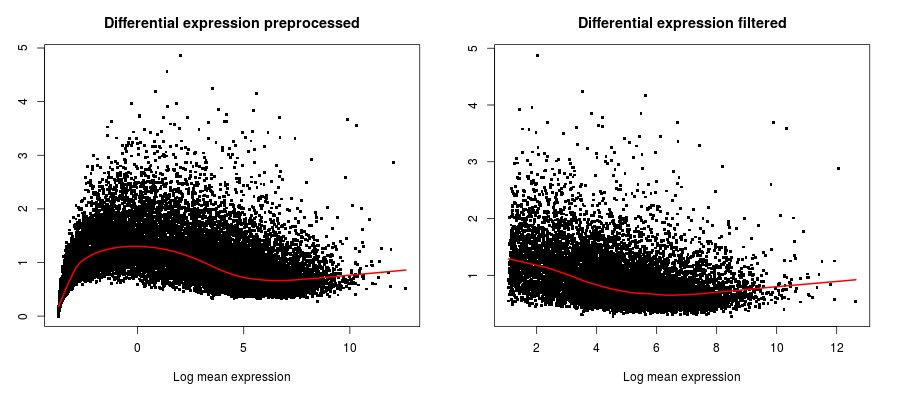 Differential expression preprocessed
5
4
3
2
1
0
0 5 10
Log mean expression
Differential expression filtered
5
4
3
2
1
2 4 6 8 10 12
Log mean expression